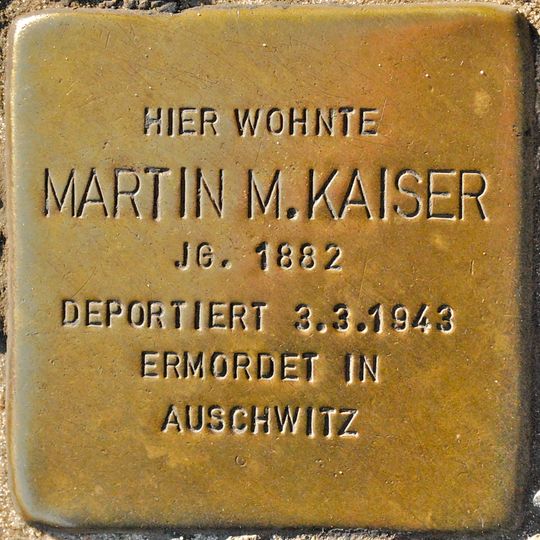 HIER WOHNTE
MARTIN M. KAISER
JG. 1882
DEPORTIERT 3.3.1943
ERMORDET IN
AUSCHWITZ